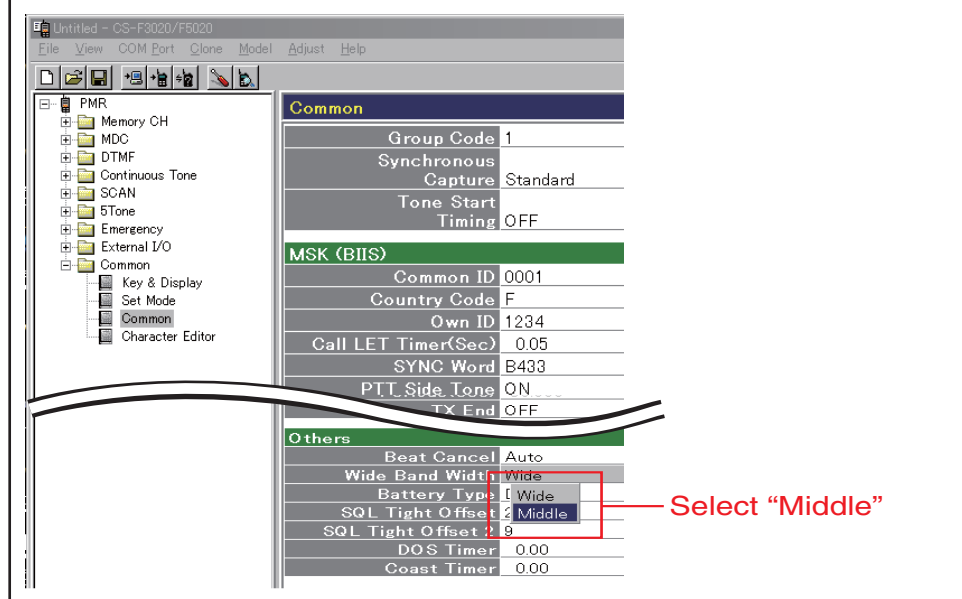 Untitled - CS-F3020/F5020
File View COM Port Clone Model Adjust Help
PMR
Memory CH
MDC
DTMF
Continuous Tone
SCAN
5Tone
Emergency
External I/O
Common
Key & Display
Set Mode
Common
Character Editor
Common
Group Code 1
Synchronous
Capture Standard
Tone Start
Timing OFF
MSK (BIIS)
Common ID 0001
Country Code F
Own ID 1234
Call LET Timer(Sec) 0.05
SYNC Word B433
PTT Side Tone ON
TX End OFF
Others
Beat Cancel Auto
Wide Band Width Wide
Battery Type
Wide
SQL Tight Offset 2
Middle
SQL Tight Offset 2 9
DOS Timer 0.00
Coast Timer 0.00
Select “Middle”